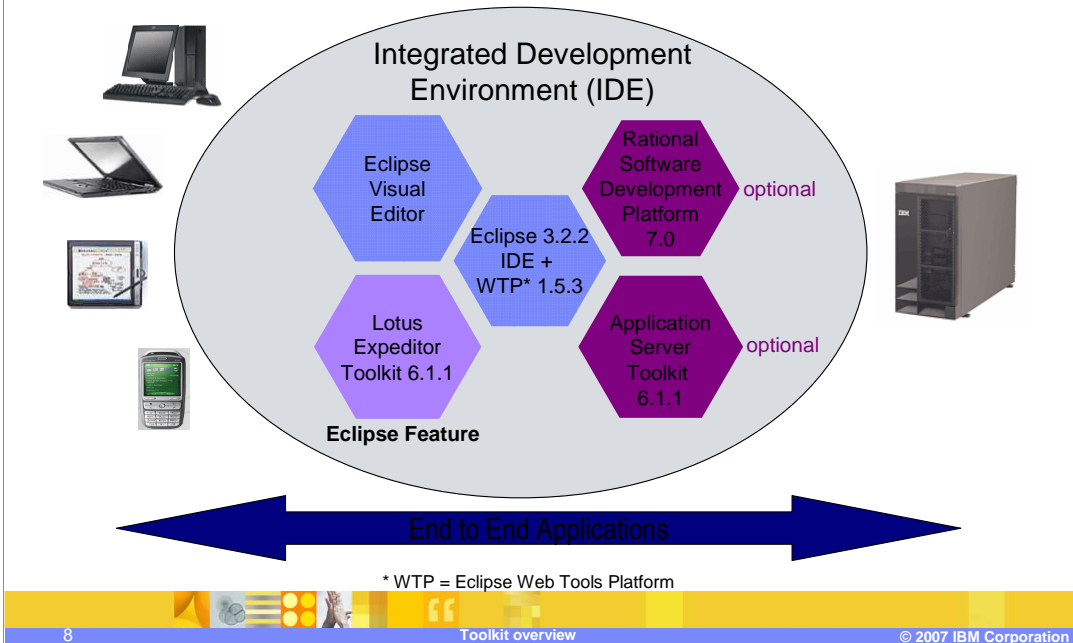 Integrated Development
Environment (IDE)
Eclipse
Visual
Editor
Rational
Software
Development
Platform
7.0
optional
Eclipse 3.2.2
IDE +
WTP* 1.5.3
Lotus
Expeditor
Toolkit 6.1.1
Application
Server
Toolkit
6.1.1
optional
Eclipse Feature
IBM
End to End Applications
* WTP = Eclipse Web Tools Platform
8
Toolkit overview
© 2007 IBM Corporation